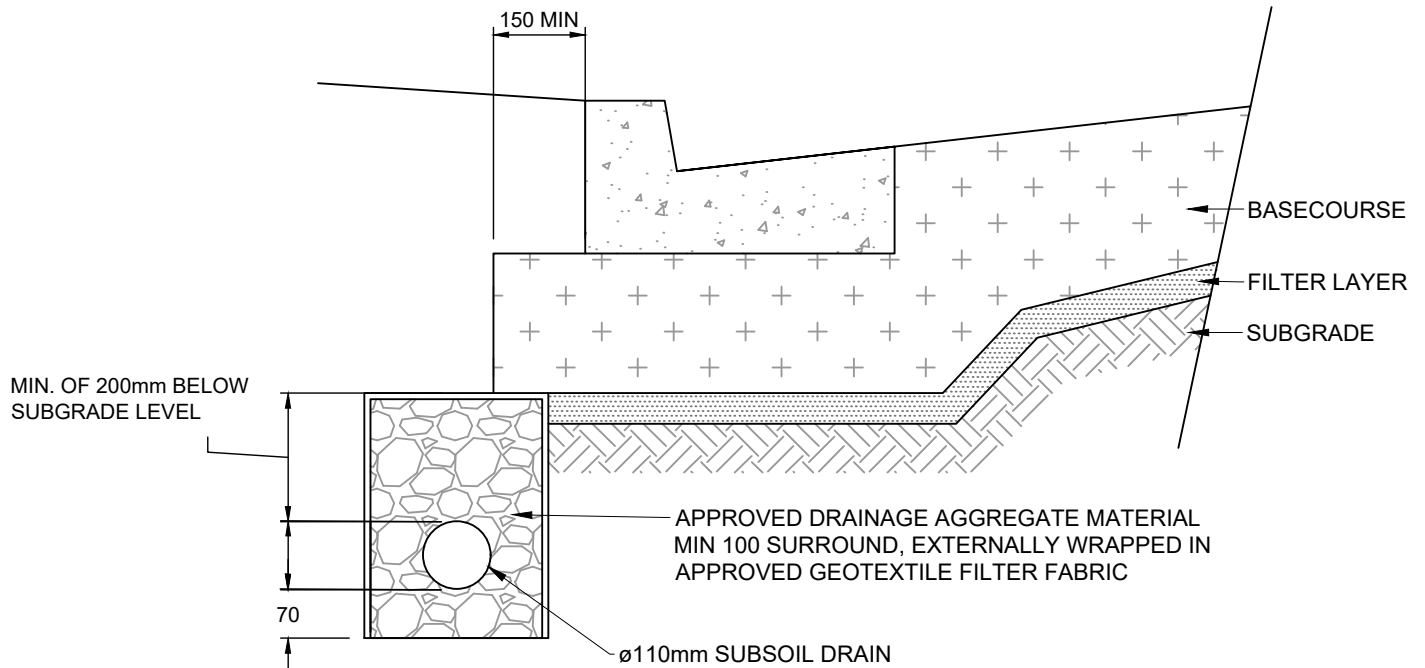 150 MIN
BASECOURSE
FILTER LAYER
SUBGRADE
MIN. OF 200mm BELOW
SUBGRADE LEVEL
APPROVED DRAINAGE AGGREGATE MATERIAL
MIN 100 SURROUND, EXTERNALLY WRAPPED IN
APPROVED GEOTEXTILE FILTER FABRIC
70
ø110mm SUBSOIL DRAIN